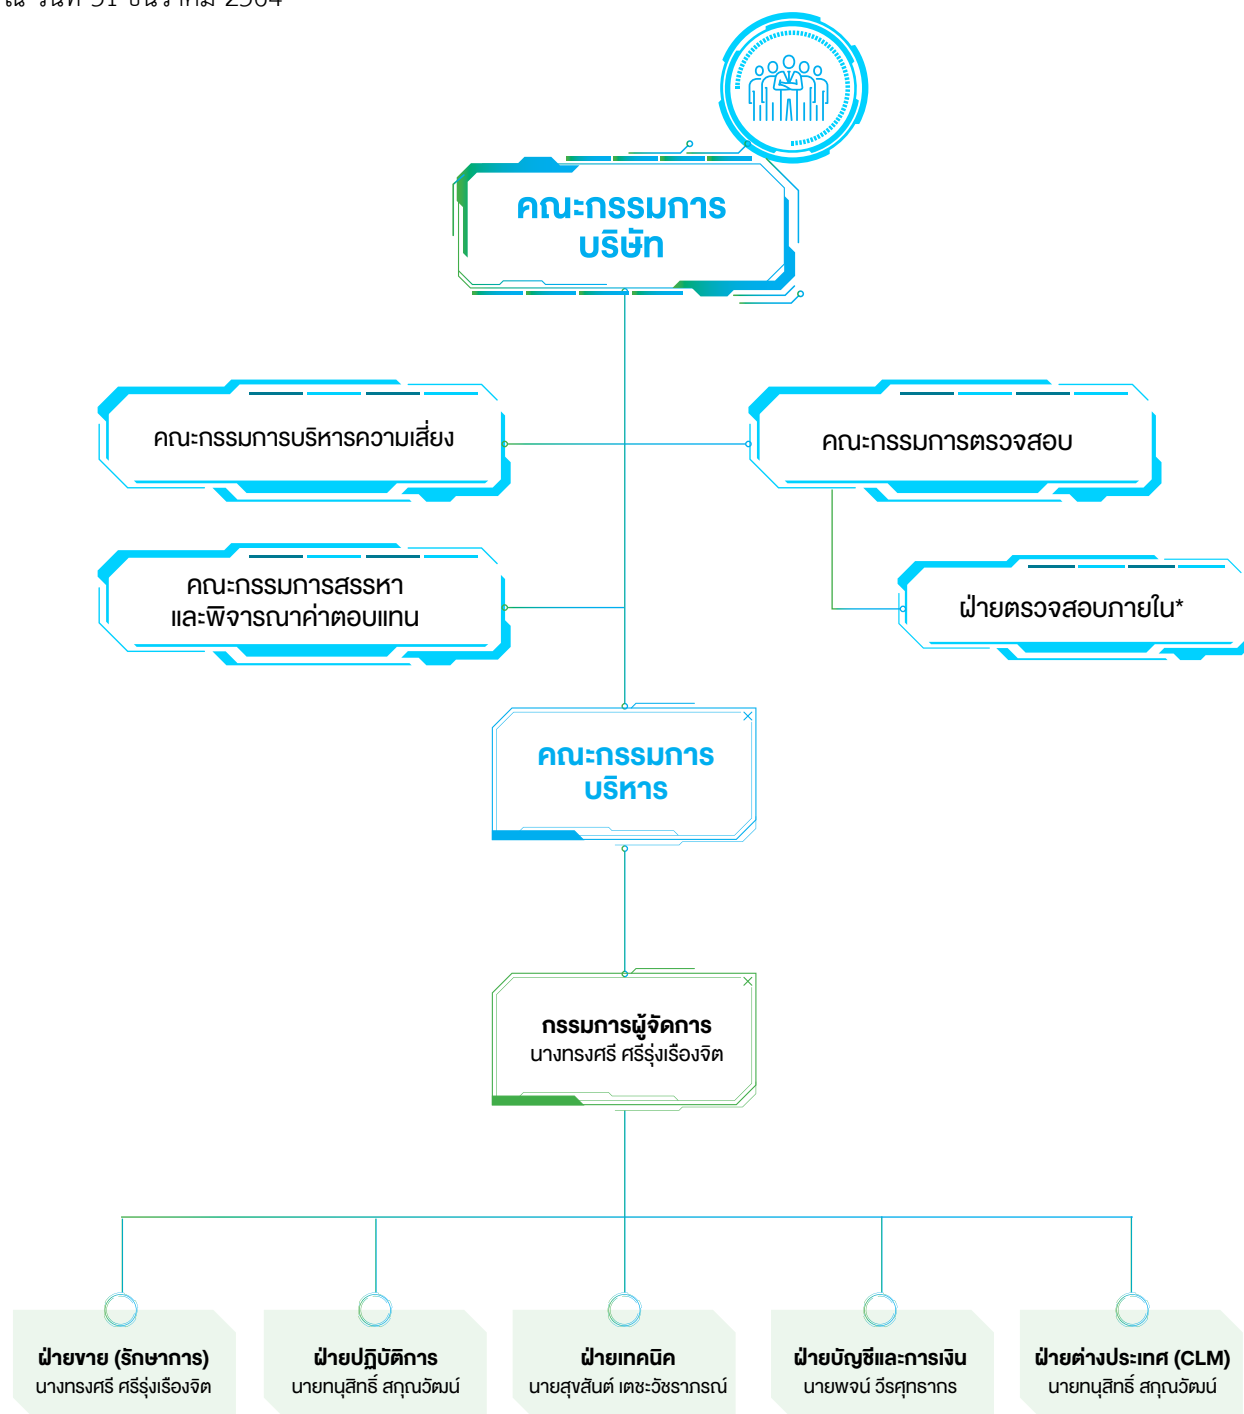 ณ วันที่ 31 ธันวาคม 2564
คณะกรรมการ
บริษัท
คณะกรรมการบริหารความเสี่ยง
คณะกรรมการตรวจสอบ
คณะกรรมการสรรหา
และพิจารณาค่าตอบแทน
ฝ่ายตรวจสอบภายใน*
คณะกรรมการ
บริหาร
กรรมการผู้จัดการ
นางทรงศรี ศรีรุ่งเรืองจิต
ฝ่ายขาย (รักษาการ)
นางทรงศรี ศรีรุ่งเรืองจิต
ฝ่ายปฏิบัติการ
นายทนุสิทธิ์ สกุณวัฒน์
ฝ่ายเทคนิค
นายสุขสันต์ เตชะวัชราภรณ์
ฝ่ายบัญชีและการเงิน
นายพจน์ วีรศุทธากร
ฝ่ายต่างประเทศ (CLM)
นายทนุสิทธิ์ สกุณวัฒน์